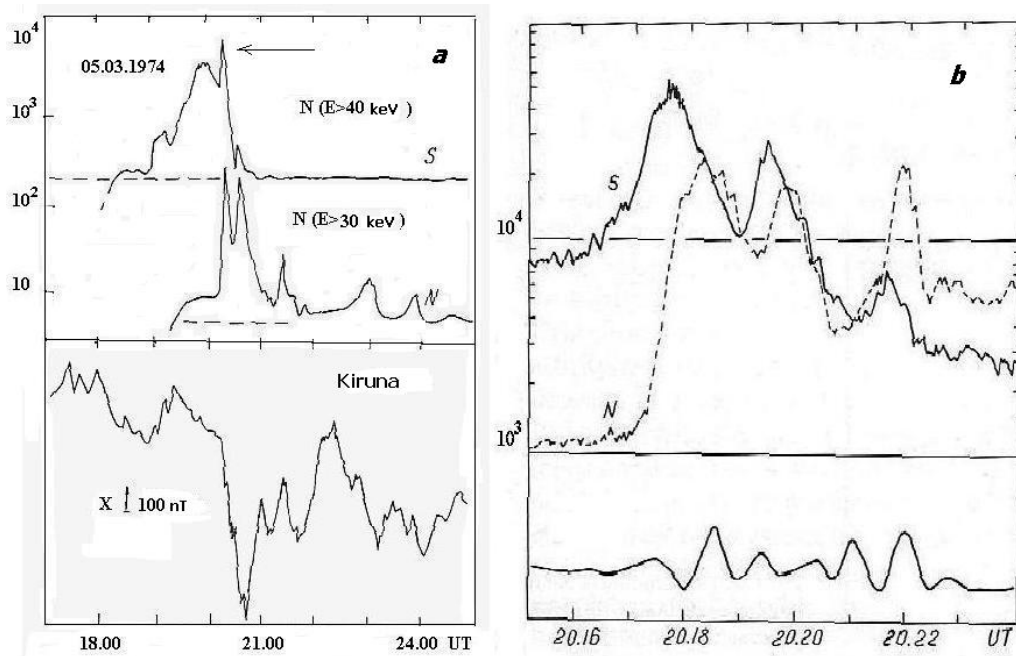 a
10⁴
05.03.1974
N (E>40 keV )
10³
S
10²
N (E>30 keV)
10
N
Kiruna
X 100 nT
18.00 21.00 24.00 UT
b
S
10⁴
N
10³
20.16 20.18 20.20 20.22 UT